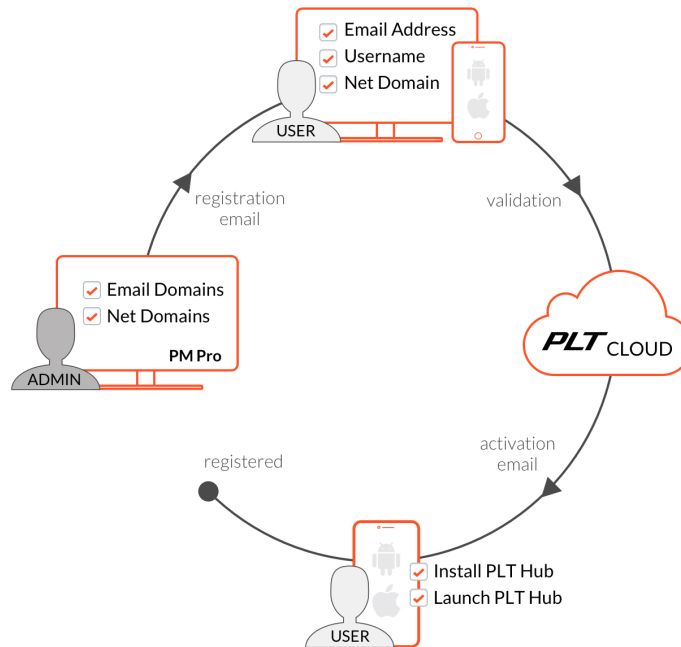 Email Address
Username
Net Domain
USER
registration
email
validation
Email Domains
Net Domains
PM Pro
ADMIN
PLT CLOUD
activation
email
registered
Install PLT Hub
Launch PLT Hub
USER